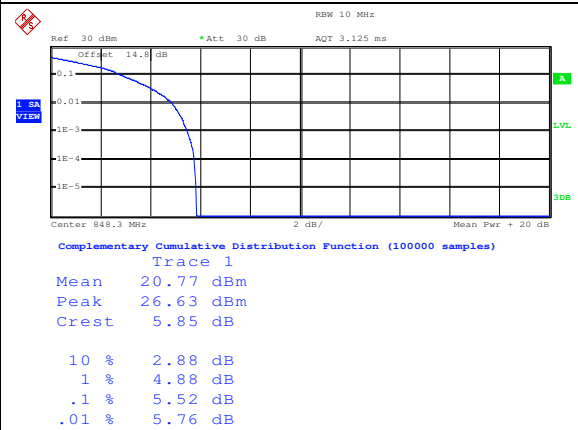 RBW 10 MHz
Ref 30 dBm *Att 30 dB AQT 3.125 ms
Offset 14.8 dB
0.1
A
0.01
1 SA
VIEW
1E-3
LVL
1E-4
1E-5
3DB
Center 848.3 MHz 2 dB/ Mean Pwr + 20 dB
Complementary Cumulative Distribution Function (100000 samples)
Trace 1
Mean 20.77 dBm
Peak 26.63 dBm
Crest 5.85 dB
10 % 2.88 dB
1 % 4.88 dB
.1 % 5.52 dB
.01 % 5.76 dB